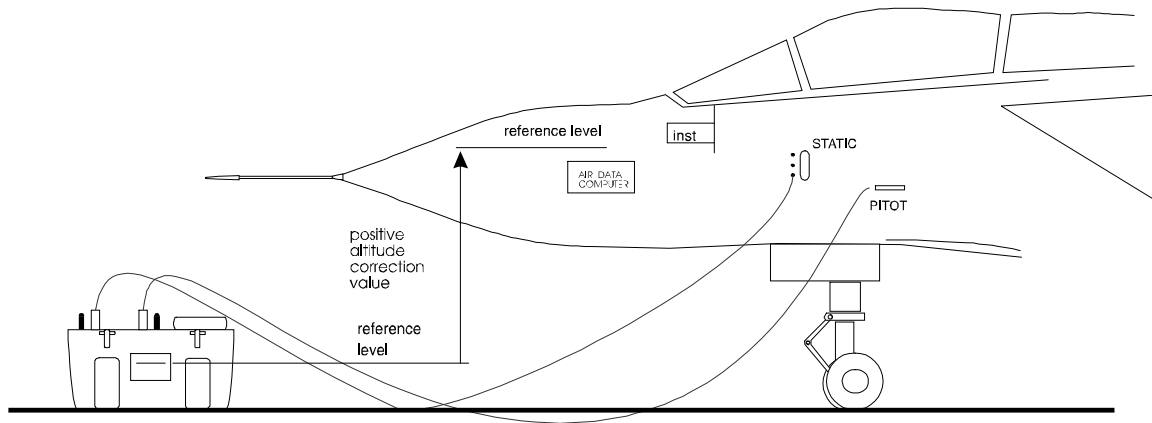 reference level
inst
STATIC
AIR DATA
COMPUTER
PITOT
positive
altitude
correction
value
reference
level